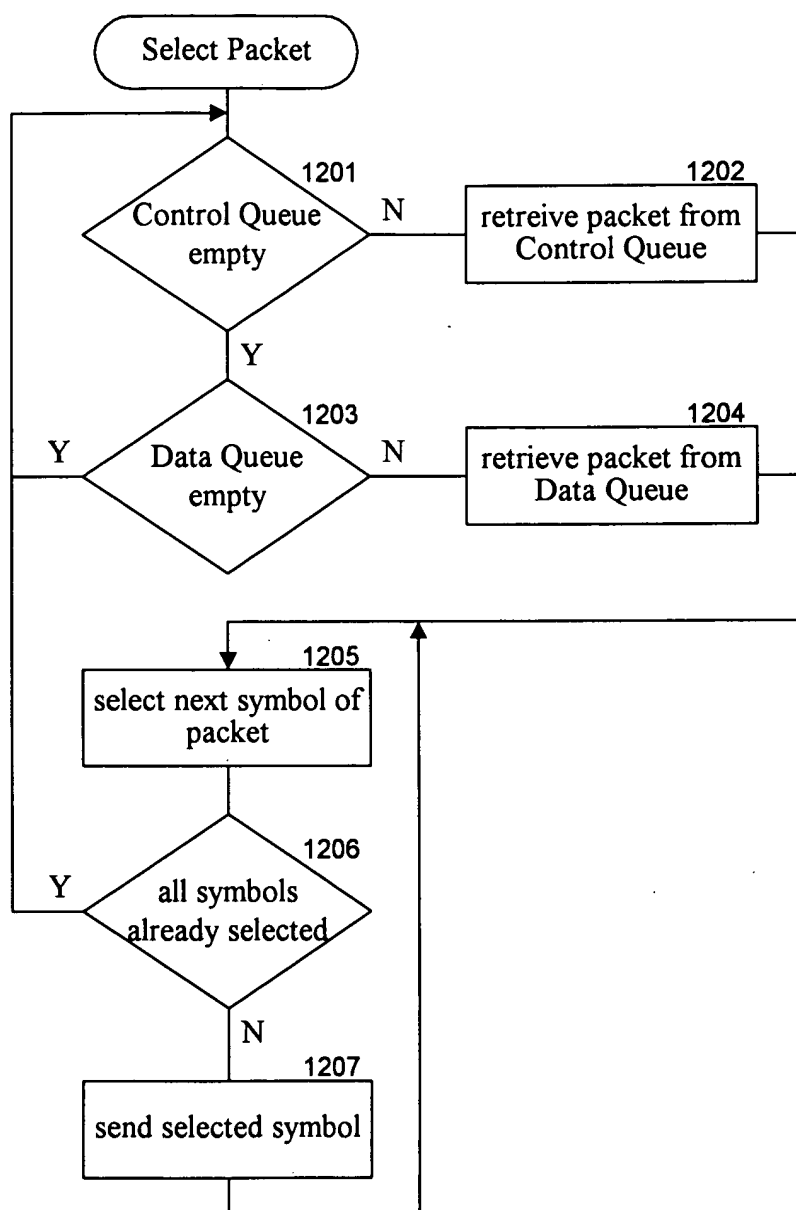 Select Packet
1201
Control Queue
empty
N
1202
retreive packet from
Control Queue
Y
1203
Data Queue
empty
Y
N
1204
retrieve packet from
Data Queue
1205
select next symbol of
packet
1206
all symbols
already selected
Y
N
1207
send selected symbol